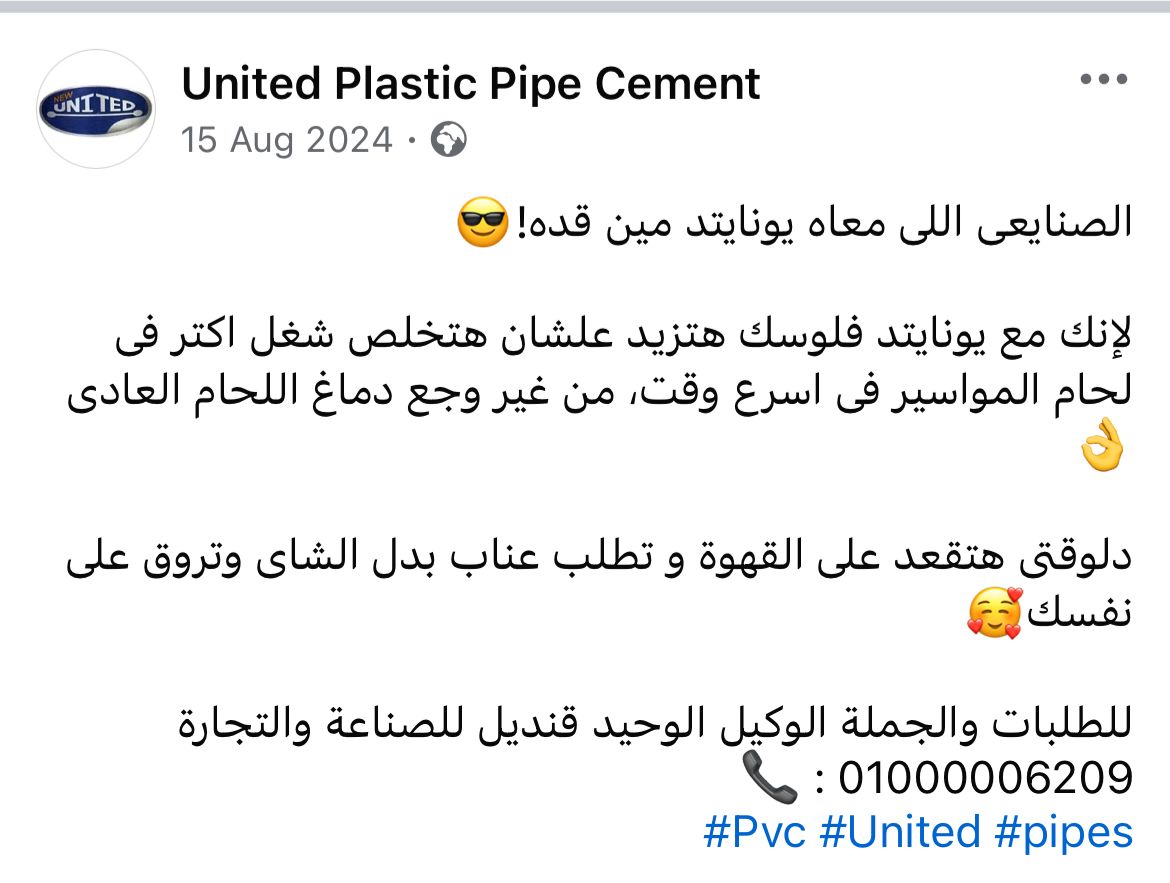 NEW
UNITED
United Plastic Pipe Cement
15 Aug 2024 ·
الصنايعى اللى معاه يونايتد مين قده!😎
لإنك مع يونايتد فلوسك هتزيد علشان هتخلص شغل اكتر فى
لحام المواسير فى اسرع وقت، من غير وجع دماغ اللحام العادى
👌
دلوقتى هتقعد على القهوة و تطلب عناب بدل الشاى وتروق على
نفسك🥰
للطلبات والجملة الوكيل الوحيد قنديل للصناعة والتجارة
📞 : 01000006209
#Pvc #United #pipes